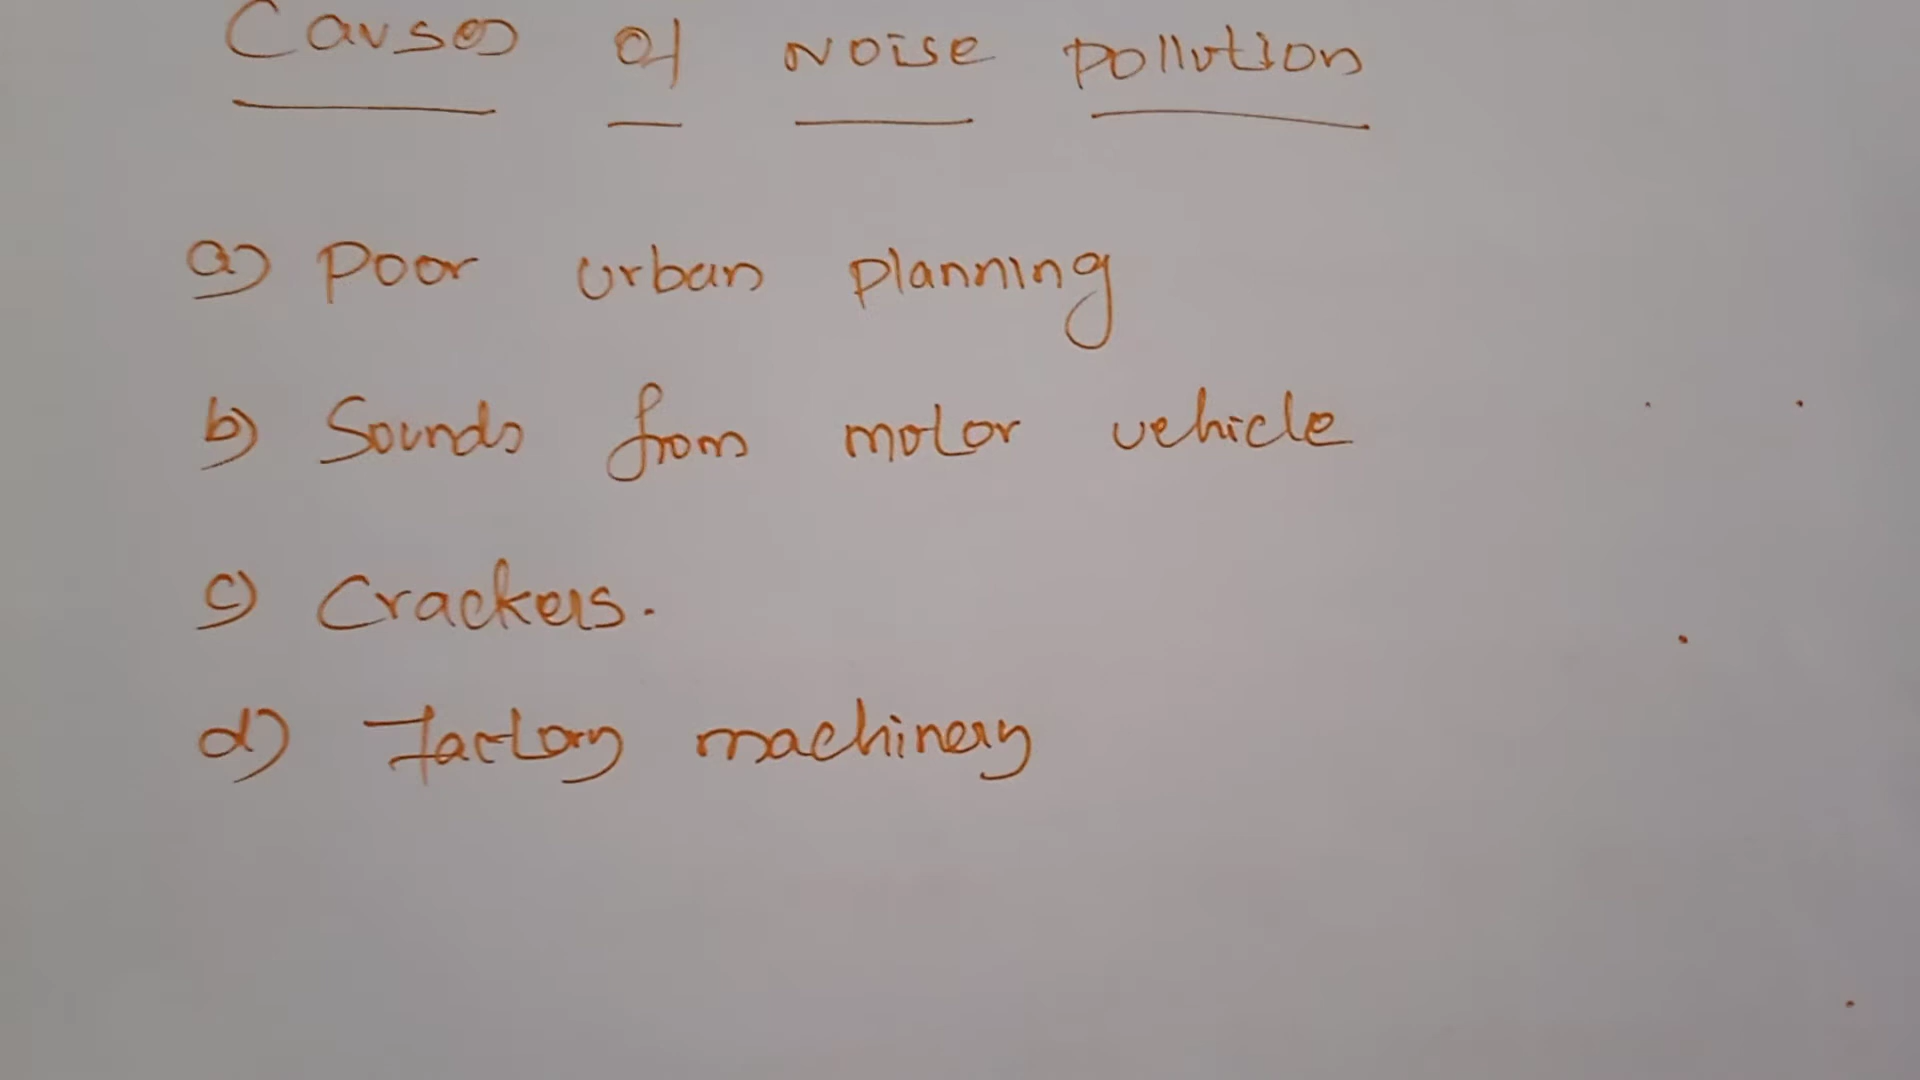 Causes of Noise pollution
a) Poor urban planning
b) Sounds from motor vehicle
c) Crackers.
d) Factory machinery